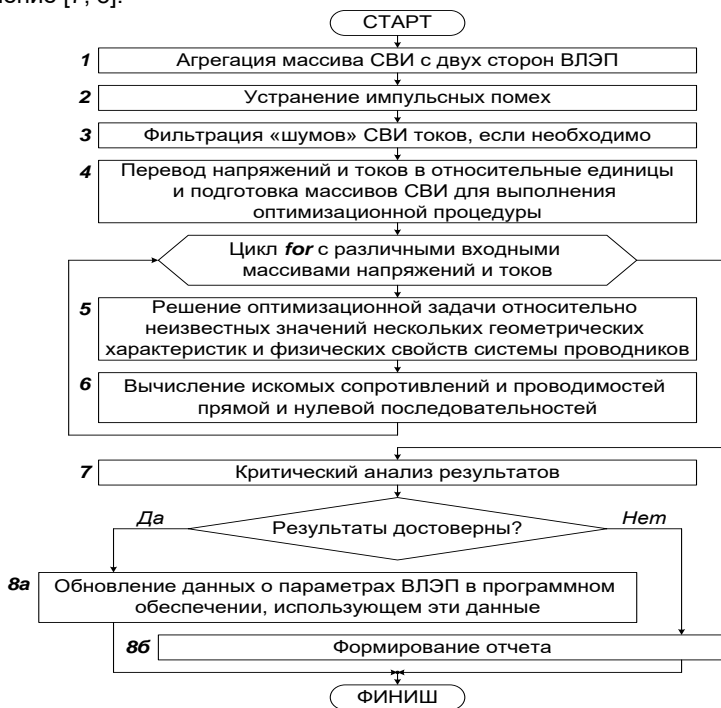 СТАРТ
1 Агрегация массива СВИ с двух сторон ВЛЭП
2 Устранение импульсных помех
3 Фильтрация «шумов» СВИ токов, если необходимо
4 Перевод напряжений и токов в относительные единицы
и подготовка массивов СВИ для выполнения
оптимизационной процедуры
Цикл for с различными входными
массивами напряжений и токов
5 Решение оптимизационной задачи относительно
неизвестных значений нескольких геометрических
характеристик и физических свойств системы проводников
6 Вычисление искомых сопротивлений и проводимостей
прямой и нулевой последовательностей
7 Критический анализ результатов
Да Результаты достоверны? Нет
8а Обновление данных о параметрах ВЛЭП в программном
обеспечении, использующем эти данные
8б Формирование отчета
ФИНИШ